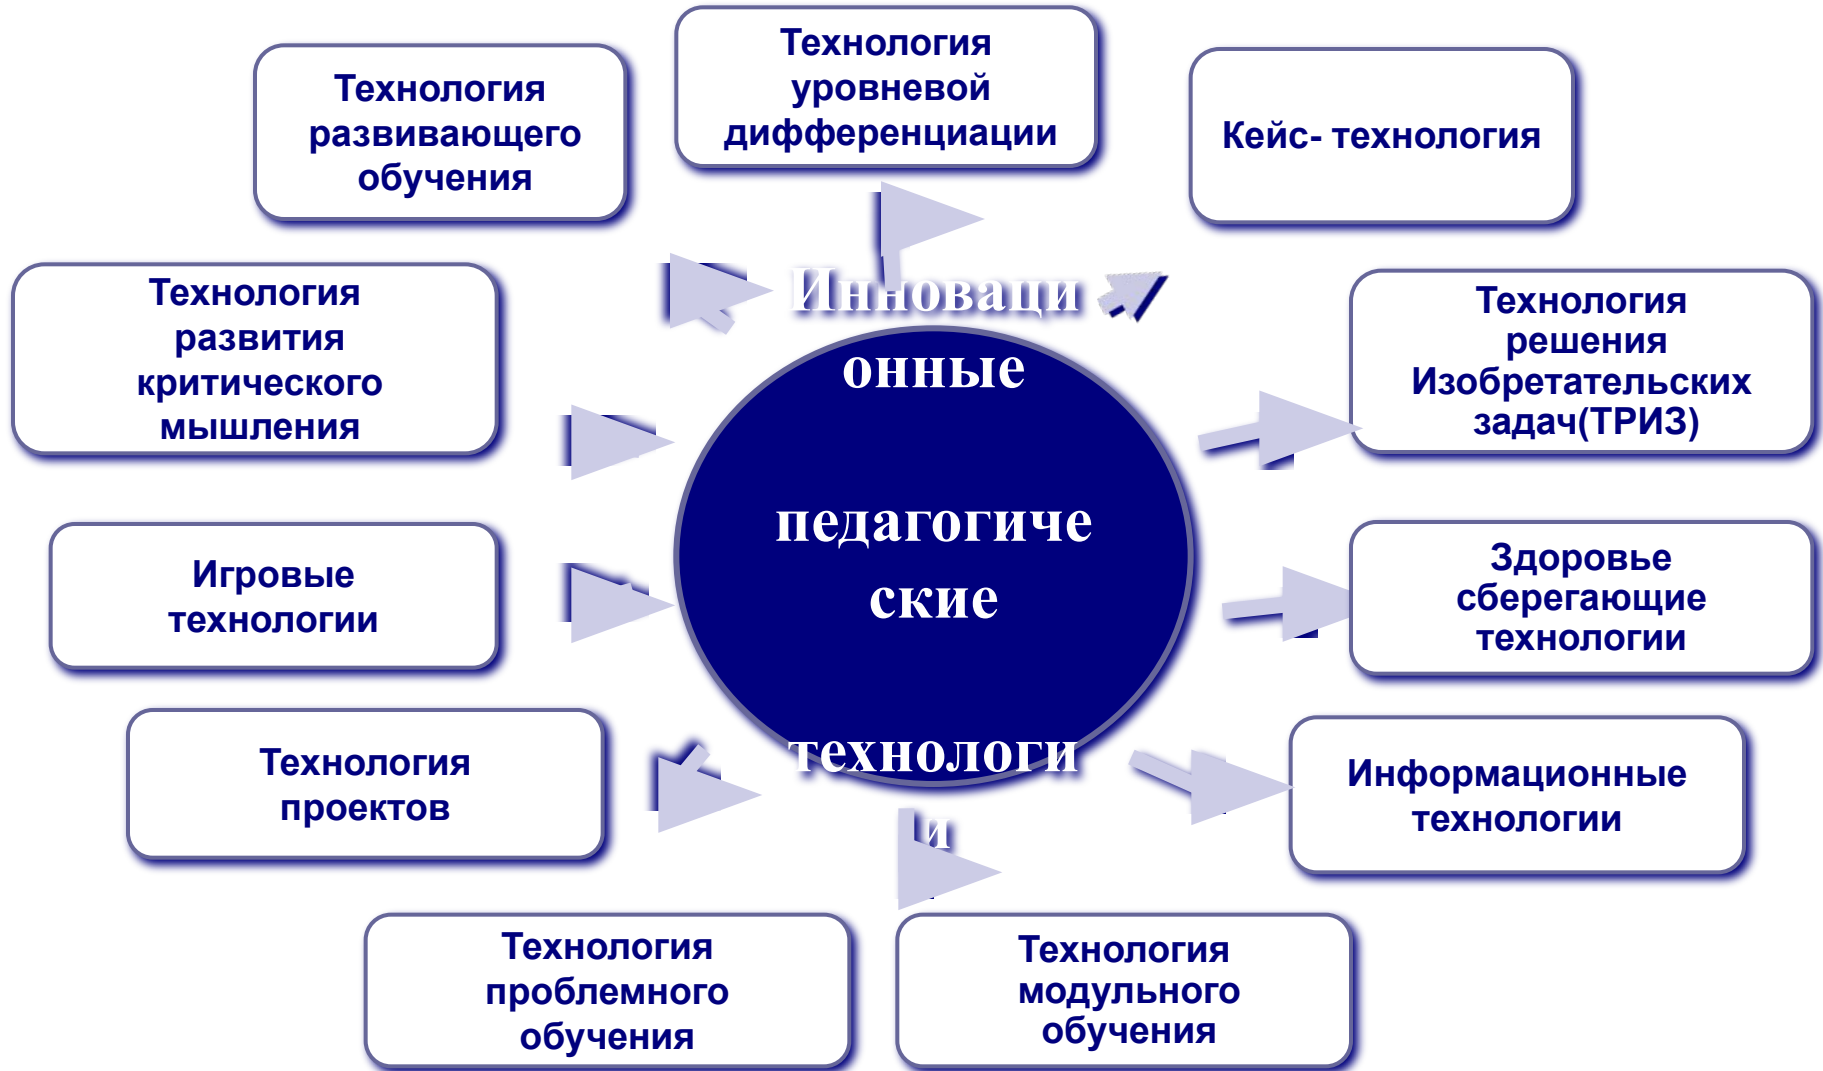 Технология
уровневой
дифференциации
Технология
развивающего
обучения
Кейс- технология
Технология
развития
критического
мышления
Инноваци
онные
педагогиче
ские
технологи
и
Технология
решения
Изобретательских
задач(ТРИЗ)
Игровые
технологии
Здоровье
сберегающие
технологии
Технология
проектов
Информационные
технологии
Технология
проблемного
обучения
Технология
модульного
обучения